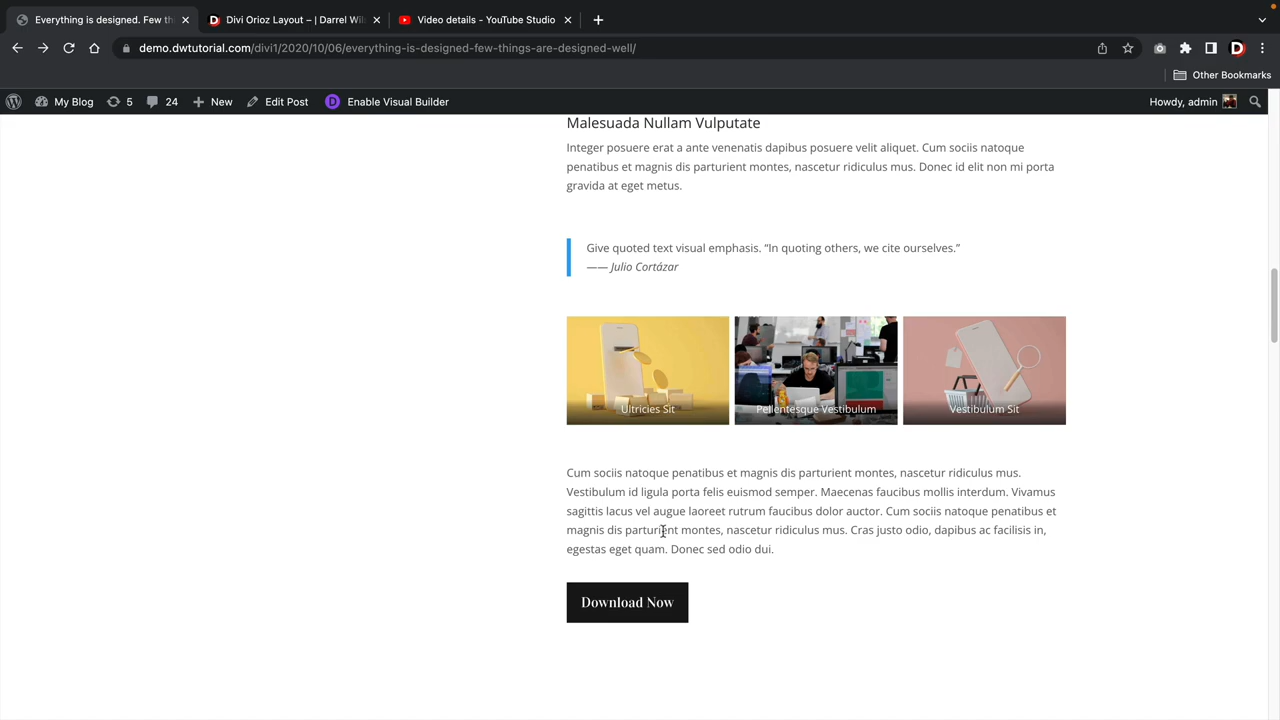 Everything is designed. Few th
Divi Orioz Layout – | Darrel Wil
Video details - YouTube Studio
demo.dwtutorial.com/divi1/2020/10/06/everything-is-designed-few-things-are-designed-well/
Other Bookmarks
My Blog
5
24
New
Edit Post
Enable Visual Builder
Howdy, admin
Malesuada Nullam Vulputate
Integer posuere erat a ante venenatis dapibus posuere velit aliquet. Cum sociis natoque
penatibus et magnis dis parturient montes, nascetur ridiculus mus. Donec id elit non mi porta
gravida at eget metus.
Give quoted text visual emphasis. “In quoting others, we cite ourselves.”
—— Julio Cortázar
Ultricies Sit
Pellentesque Vestibulum
Vestibulum Sit
Cum sociis natoque penatibus et magnis dis parturient montes, nascetur ridiculus mus.
Vestibulum id ligula porta felis euismod semper. Maecenas faucibus mollis interdum. Vivamus
sagittis lacus vel augue laoreet rutrum faucibus dolor auctor. Cum sociis natoque penatibus et
magnis dis parturient montes, nascetur ridiculus mus. Cras justo odio, dapibus ac facilisis in,
egestas eget quam. Donec sed odio dui.
Download Now